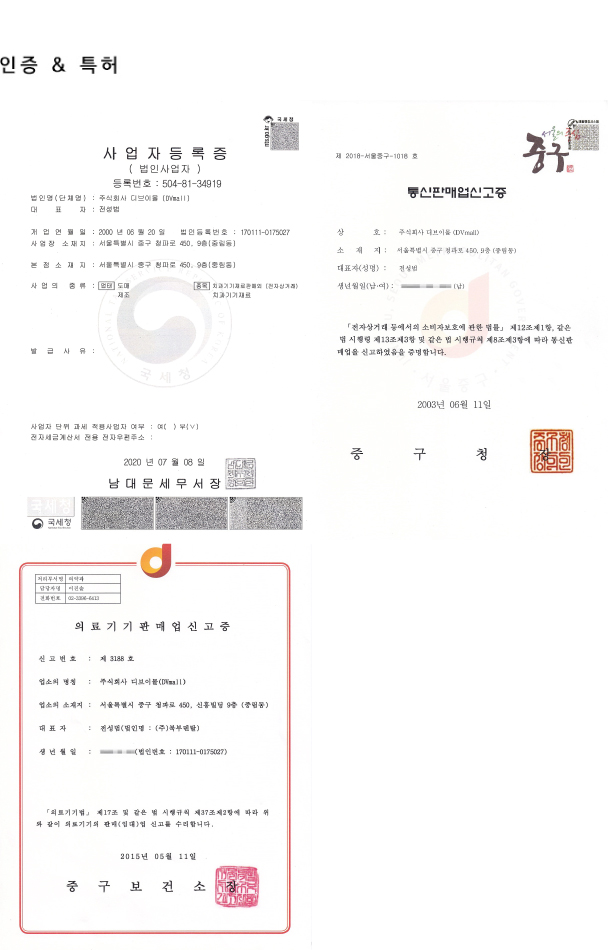 인증 & 특허
국세청
사업자등록증
( 법인사업자 )
등록번호 : 504-81-34919
법인명(단체명) : 주식회사 디브이몰 (DVmall)
대 표 자 : 전성범
개 업 연 월 일 : 2000 년 06 월 20 일 법인등록번호 : 170111-0175027
사업장 소재지 : 서울특별시 중구 청파로 450, 9층(중림동)
본 점 소 재 지 : 서울특별시 중구 청파로 450, 9층(중림동)
사 업 의 종 류 : 업태 도매 종목 치과기기재료판매외 (전자상거래)
제조 치과기기재료
국세청
발 급 사 유 :
사업자 단위 과세 적용사업자 여부 : 여( ) 부(∨)
전자세금계산서 전용 전자우편주소 :
2020 년 07 월 08 일
남대문세무서장
국세청
국세청
중구
제 2018-서울중구-1018 호
통신판매업신고증
상 호 : 주식회사 디브이몰 (DVmall)
소 재 지 : 서울특별시 중구 청파로 450, 9층 (중림동)
대표자(성명) : 전성범
생년월일(남·여) : (남)
「전자상거래 등에서의 소비자보호에 관한 법률」 제12조제1항, 같은
법 시행령 제13조제3항 및 같은 법 시행규칙 제8조제3항에 따라 통신판
매업을 신고하였음을 증명합니다.
서울중구
2003년 06월 11일
중 구 청 장
처리부서명 의약과
담당자명
전화번호 02-3396-6413
의료기기판매업신고증
신 고 번 호 : 제 3188 호
업소의 명칭 : 주식회사 디브이몰(DVmall)
업소의 소재지 : 서울특별시 중구 청파로 450, 신흥빌딩 9층 (중림동)
대 표 자 : 전성범(법인명 : (주)북부덴탈)
생 년 월 일 : (법인번호 : 170111-0175027)
「의료기기법」 제17조 및 같은 법 시행규칙 제37조제2항에 따라 위
와 같이 의료기기의 판매(임대)업 신고를 수리합니다.
2015년 05월 11일
중 구 보 건 소 장